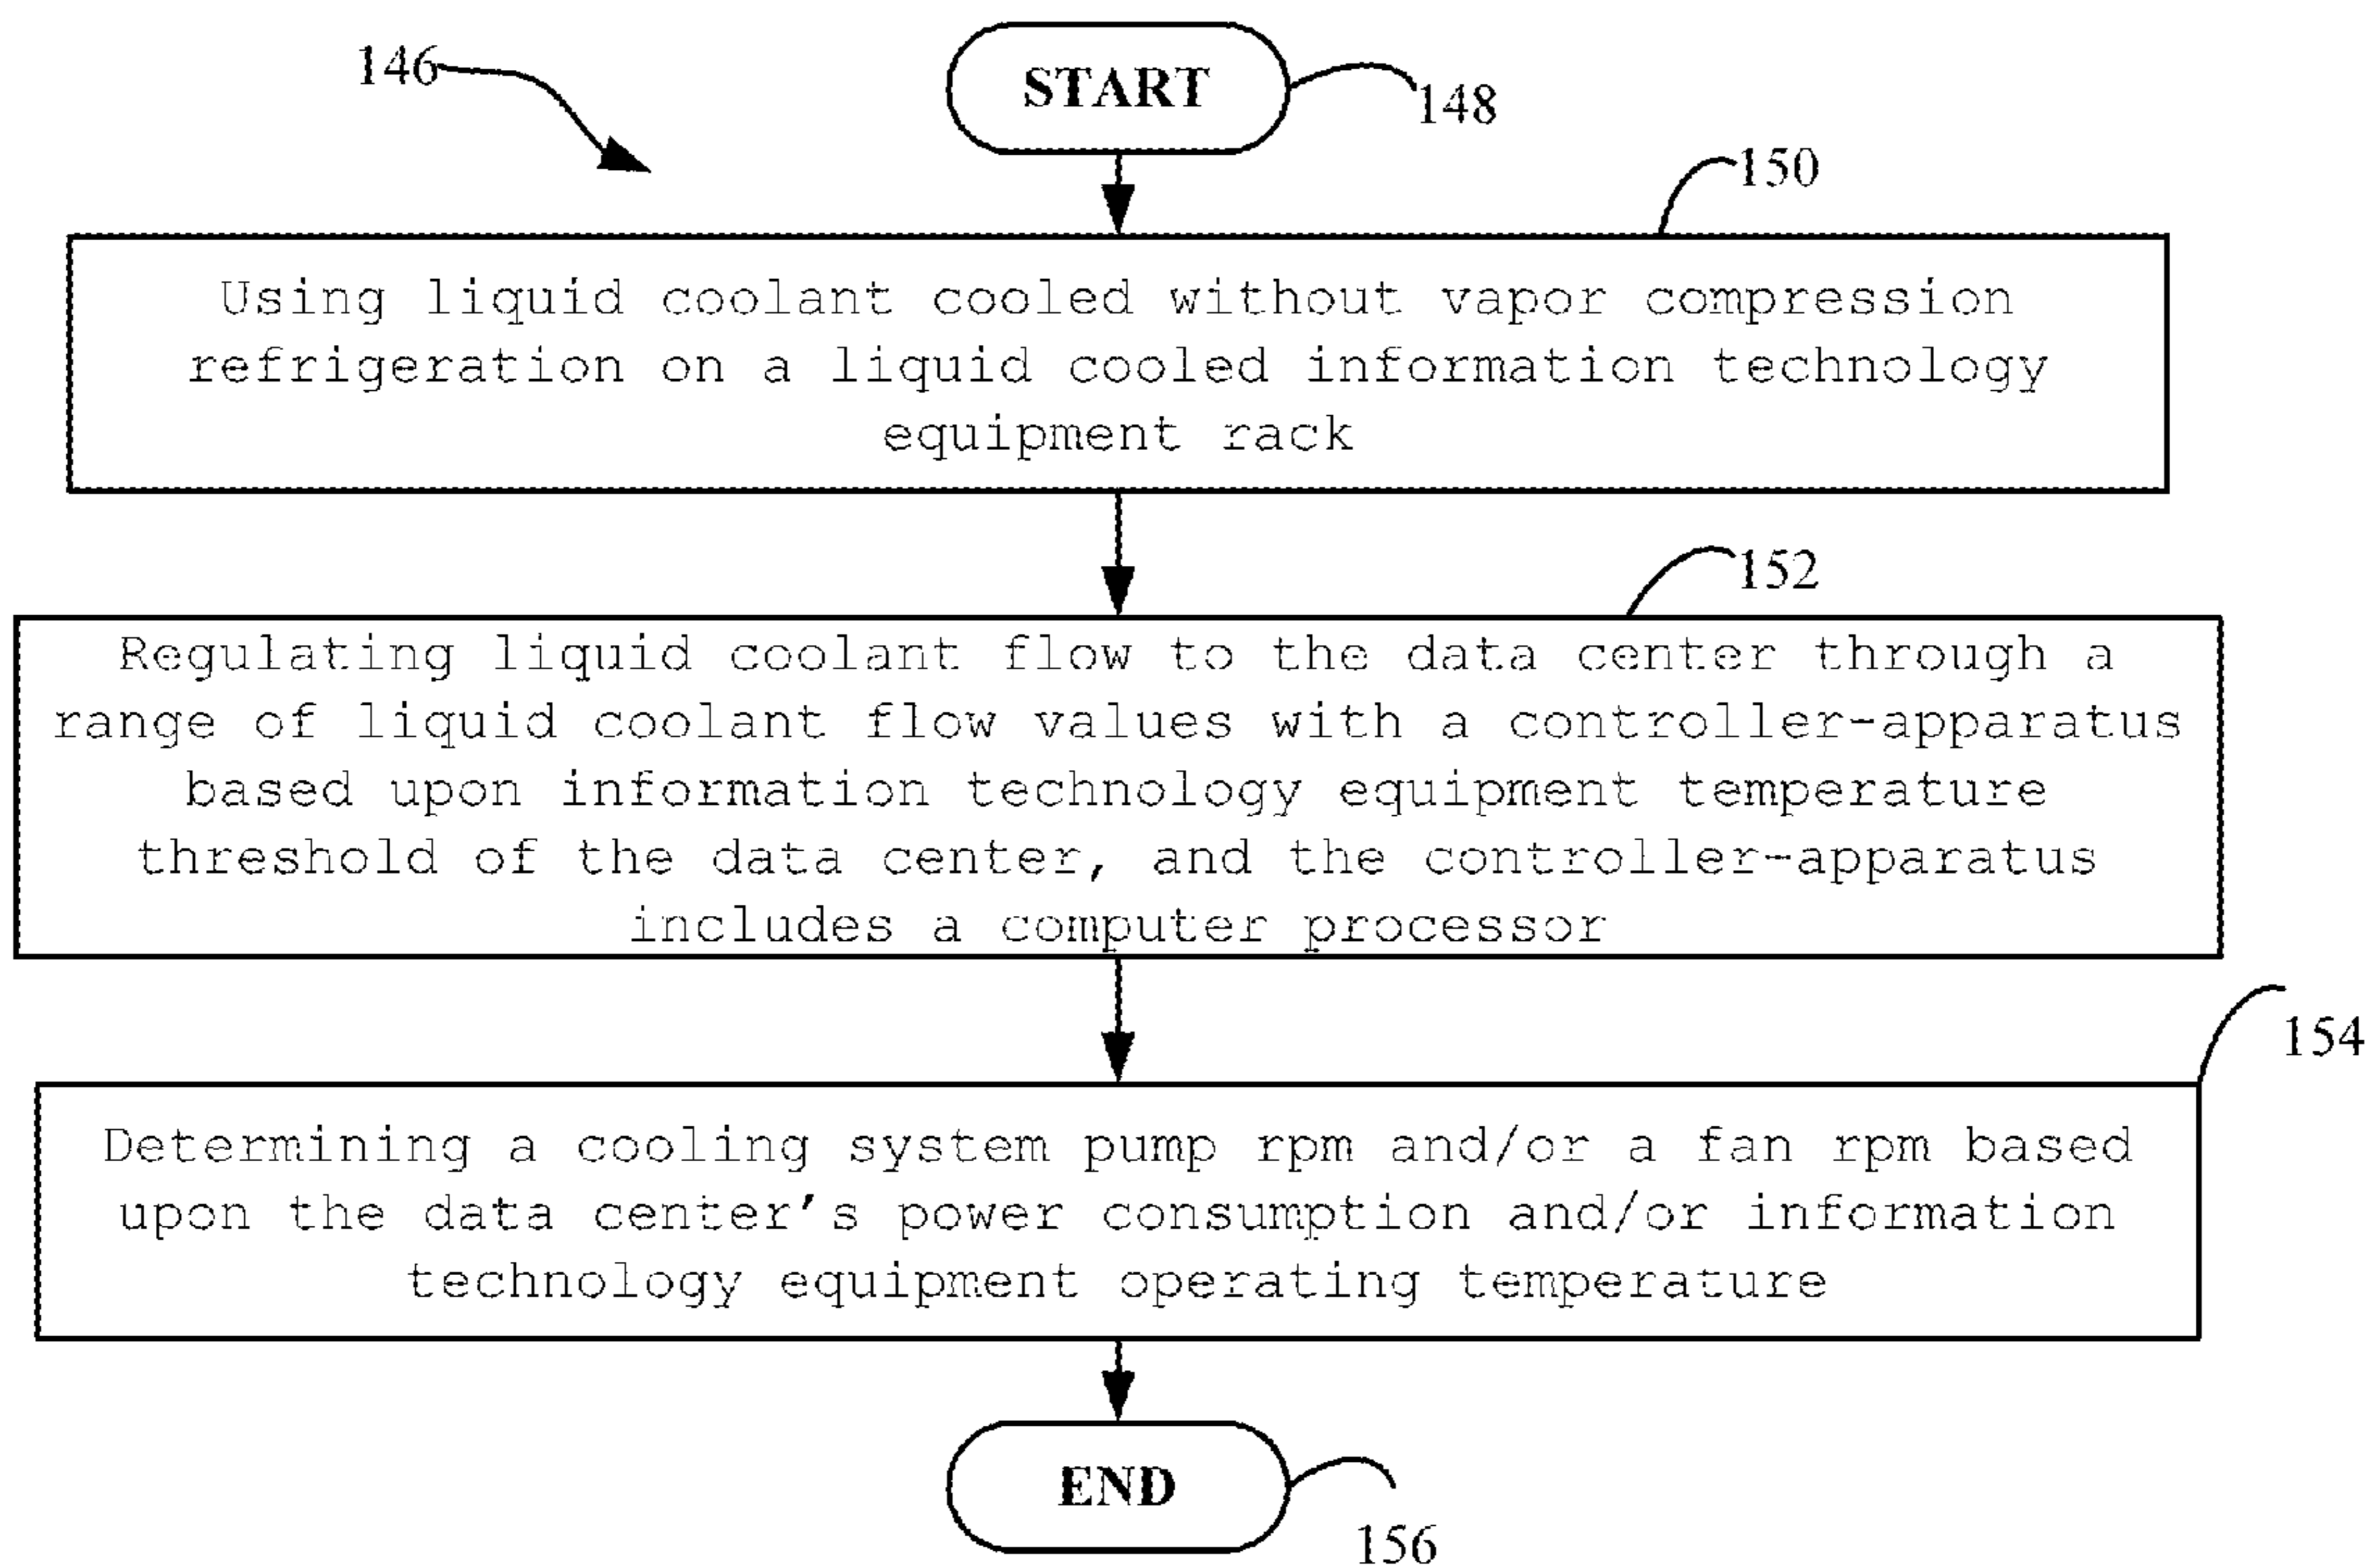 146
START
148
150
Using liquid coolant cooled without vapor compression
refrigeration on a liquid cooled information technology
equipment rack
152
Regulating liquid coolant flow to the data center through a
range of liquid coolant flow values with a controller-apparatus
based upon information technology equipment temperature
threshold of the data center, and the controller-apparatus
includes a computer processor
154
Determining a cooling system pump rpm and/or a fan rpm based
upon the data center's power consumption and/or information
technology equipment operating temperature
END
156